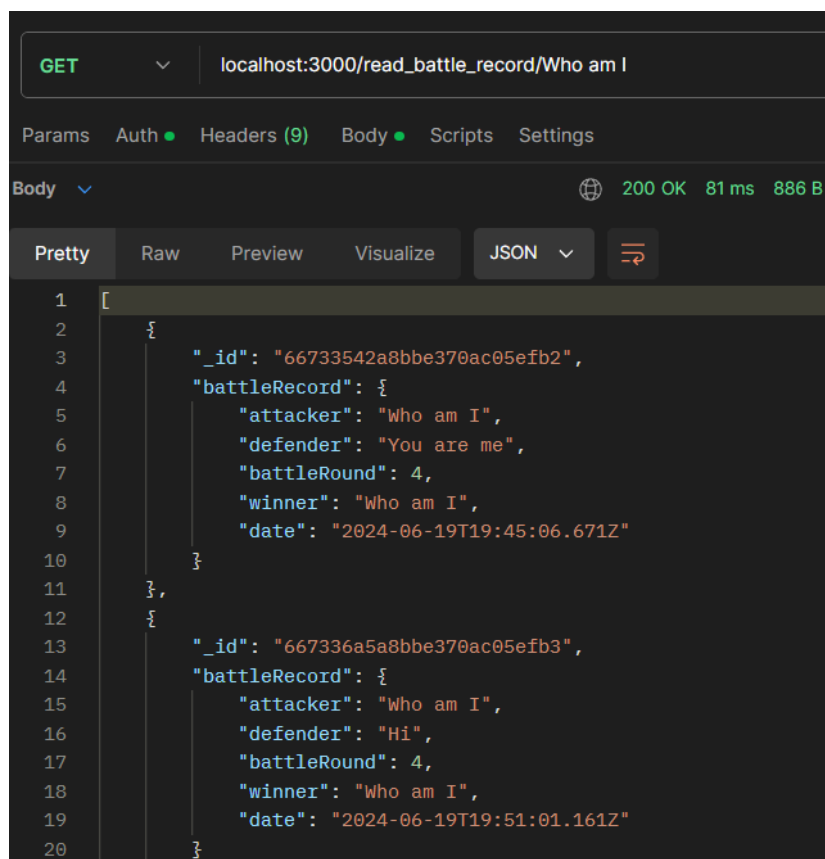 GET localhost:3000/read_battle_record/Who am I
Params Auth Headers (9) Body Scripts Settings
Body 200 OK 81 ms 886 B
Pretty Raw Preview Visualize JSON
1 [
2 {
3 "_id": "66733542a8bbe370ac05efb2",
4 "battleRecord": {
5 "attacker": "Who am I",
6 "defender": "You are me",
7 "battleRound": 4,
8 "winner": "Who am I",
9 "date": "2024-06-19T19:45:06.671Z"
10 }
11 },
12 {
13 "_id": "667336a5a8bbe370ac05efb3",
14 "battleRecord": {
15 "attacker": "Who am I",
16 "defender": "Hi",
17 "battleRound": 4,
18 "winner": "Who am I",
19 "date": "2024-06-19T19:51:01.161Z"
20 }